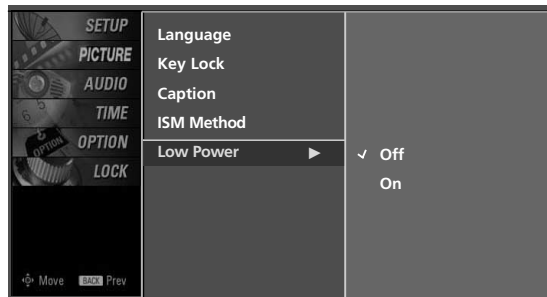 SETUP
PICTURE
AUDIO
TIME
OPTION
LOCK
Move BACK Prev
Language
Key Lock
Caption
ISM Method
Low Power ▶
✓ Off
On